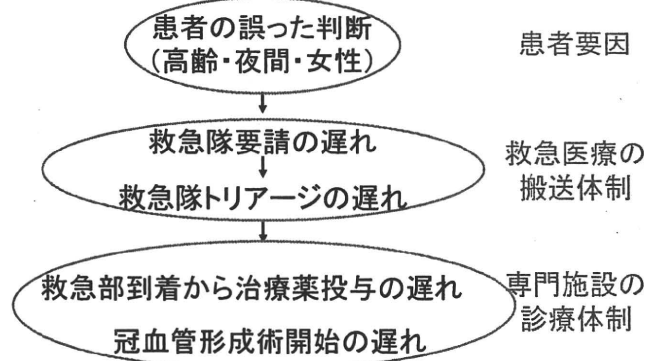 患者の誤った判断
(高齢・夜間・女性)
患者要因
救急隊要請の遅れ
救急隊トリアージの遅れ
救急医療の
搬送体制
救急部到着から治療薬投与の遅れ
冠血管形成術開始の遅れ
専門施設の
診療体制